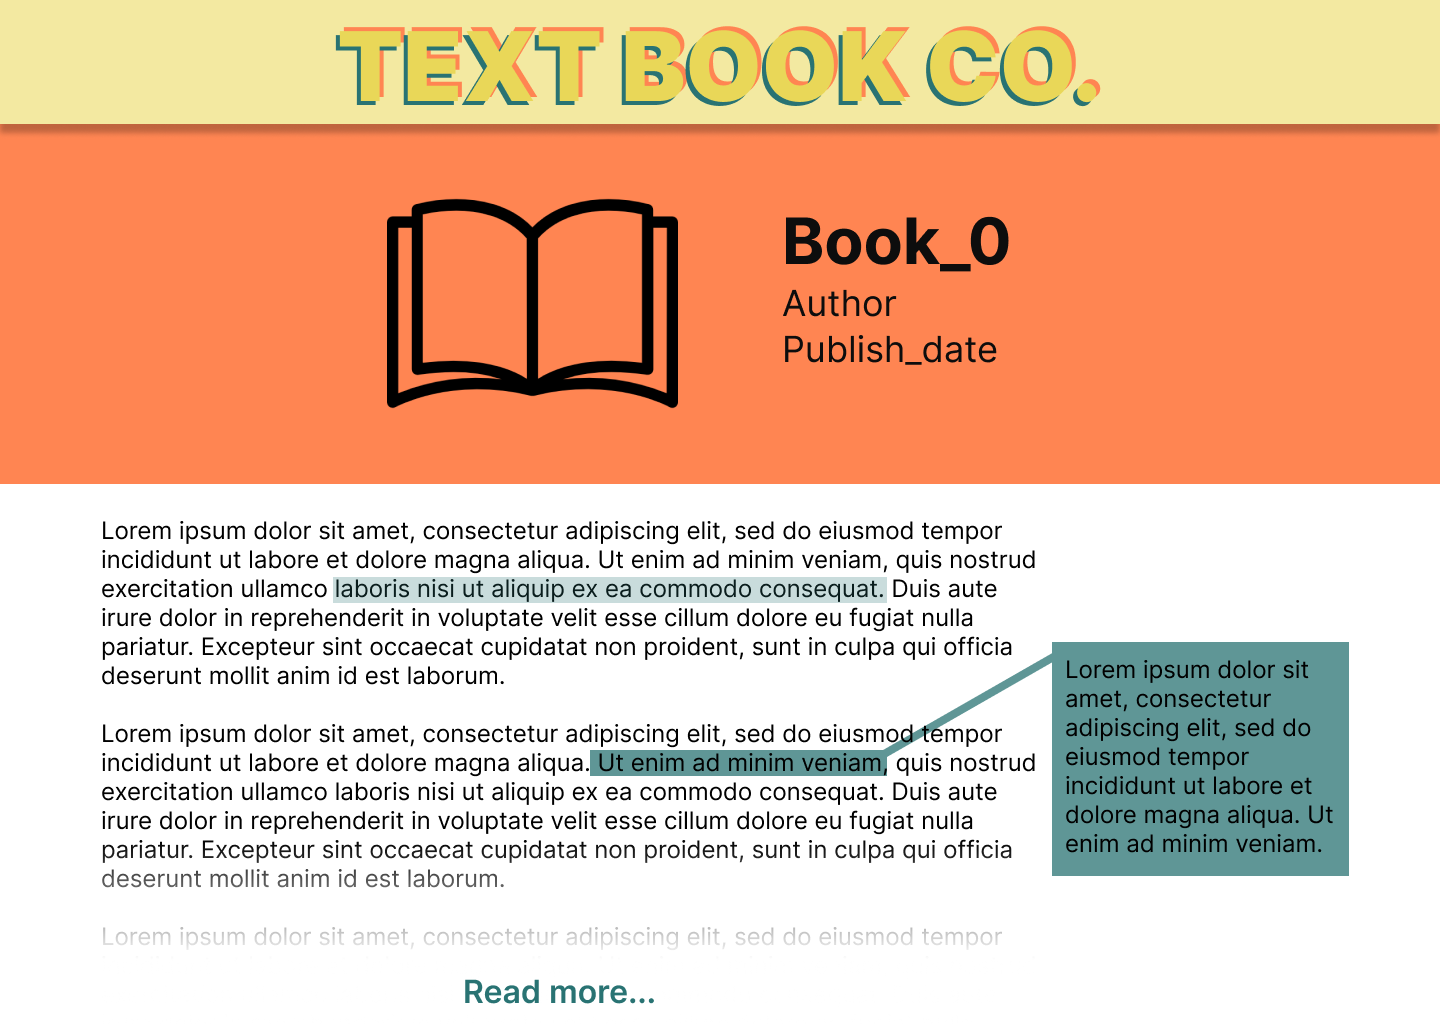 TEXT BOOK CO.
Book_0
Author
Publish_date
Lorem ipsum dolor sit amet, consectetur adipiscing elit, sed do eiusmod tempor
incididunt ut labore et dolore magna aliqua. Ut enim ad minim veniam, quis nostrud
exercitation ullamco laboris nisi ut aliquip ex ea commodo consequat. Duis aute
irure dolor in reprehenderit in voluptate velit esse cillum dolore eu fugiat nulla
pariatur. Excepteur sint occaecat cupidatat non proident, sunt in culpa qui officia
deserunt mollit anim id est laborum.
Lorem ipsum dolor sit amet, consectetur adipiscing elit, sed do eiusmod tempor
incididunt ut labore et dolore magna aliqua. Ut enim ad minim veniam, quis nostrud
exercitation ullamco laboris nisi ut aliquip ex ea commodo consequat. Duis aute
irure dolor in reprehenderit in voluptate velit esse cillum dolore eu fugiat nulla
pariatur. Excepteur sint occaecat cupidatat non proident, sunt in culpa qui officia
deserunt mollit anim id est laborum.
Lorem ipsum dolor sit amet, consectetur adipiscing elit, sed do eiusmod tempor
Lorem ipsum dolor sit
amet, consectetur
adipiscing elit, sed do
eiusmod tempor
incididunt ut labore et
dolore magna aliqua. Ut
enim ad minim veniam.
Read more...